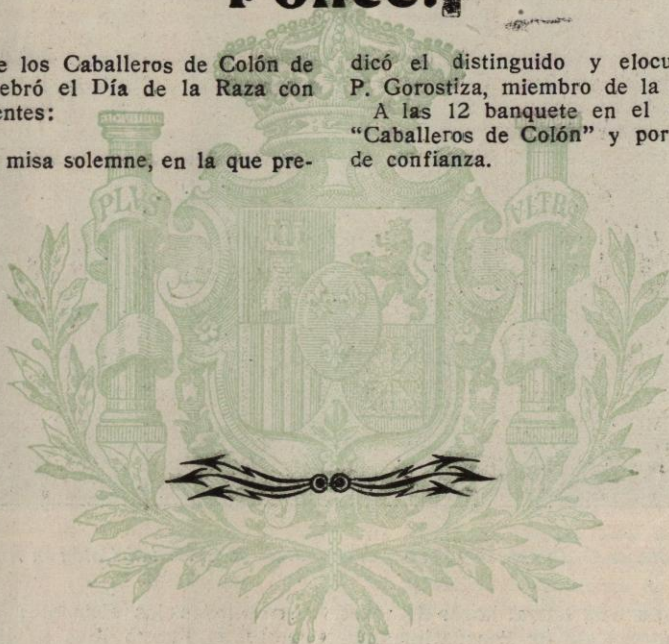 Ponce.
e los Caballeros de Colón de
ebró el Día de la Raza con
entes:
misa solemne, en la que pre-
dicó el distinguido y elocu
P. Gorostiza, miembro de la
A las 12 banquete en el
“Caballeros de Colón” y por
de confianza.
PLVS
VLTRA